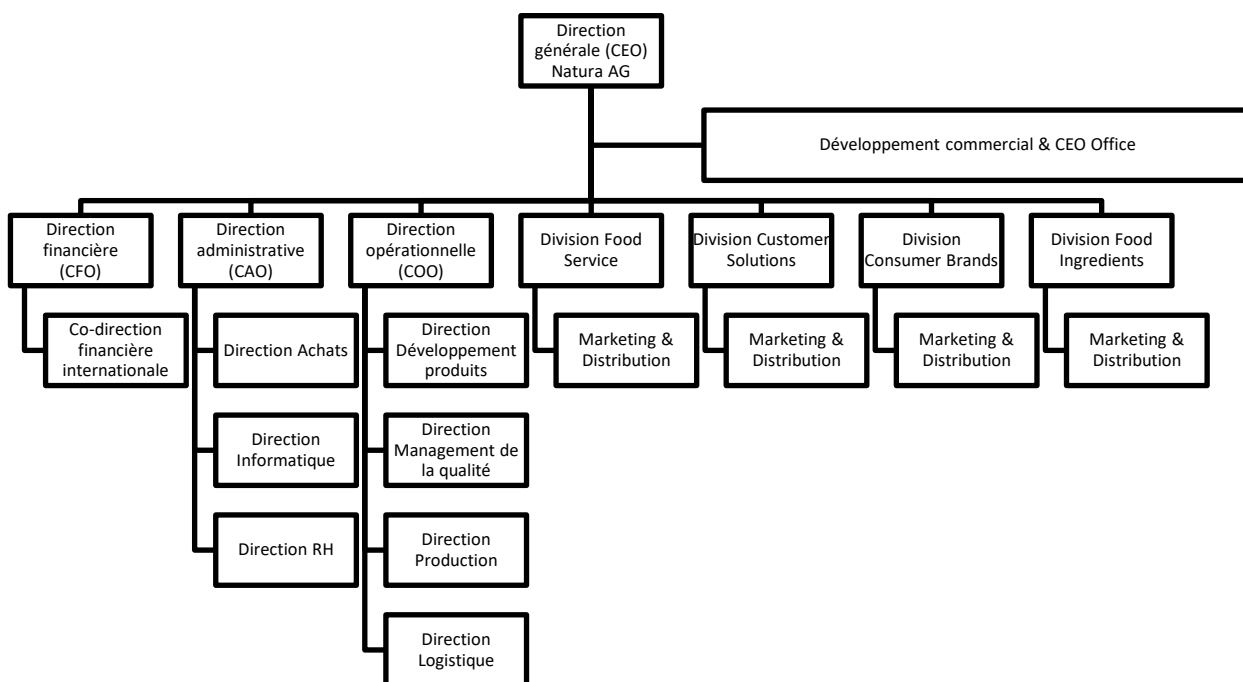 Direction
générale (CEO)
Natura AG
Développement commercial & CEO Office
Direction
financière
(CFO)
Direction
administrative
(CAO)
Direction
opérationnelle
(COO)
Division Food
Service
Division Customer
Solutions
Division
Consumer Brands
Division Food
Ingredients
Co-direction
financière
internationale
Direction Achats
Direction
Développement
produits
Marketing &
Distribution
Marketing &
Distribution
Marketing &
Distribution
Marketing &
Distribution
Direction
Informatique
Direction
Management de
la qualité
Direction RH
Direction
Production
Direction
Logistique